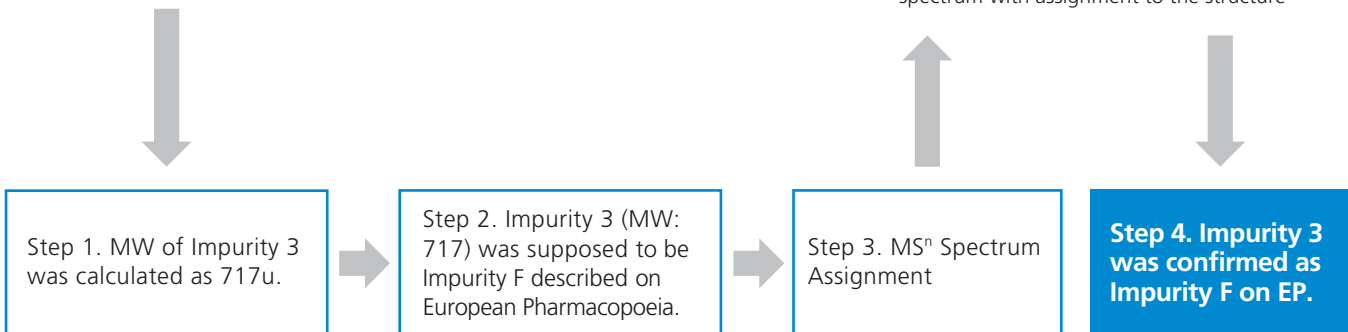 spectrum with assignment to the structure
Step 1. MW of Impurity 3
was calculated as 717u.
Step 2. Impurity 3 (MW:
717) was supposed to be
Impurity F described on
European Pharmacopoeia.
Step 3. MSⁿ Spectrum
Assignment
Step 4. Impurity 3
was confirmed as
Impurity F on EP.